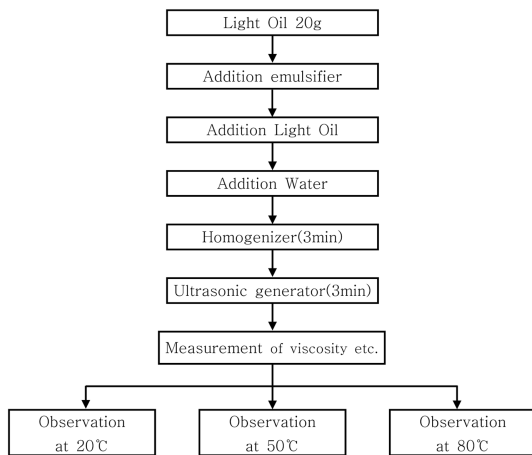 Light Oil 20g
Addition emulsifier
Addition Light Oil
Addition Water
Homogenizer(3min)
Ultrasonic generator(3min)
Measurement of viscosity etc.
Observation
at 20℃
Observation
at 50℃
Observation
at 80℃